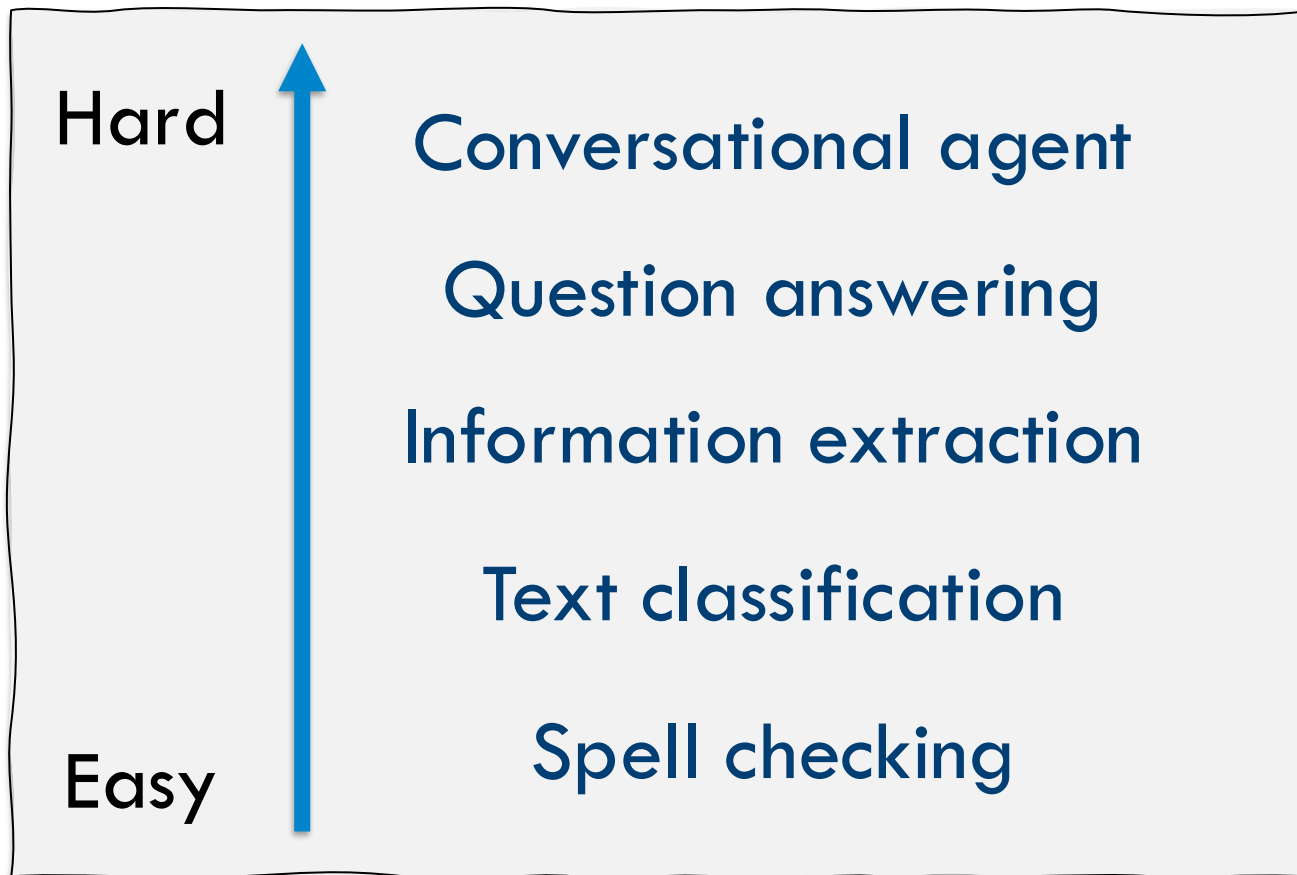 Hard
Conversational agent
Question answering
Information extraction
Text classification
Spell checking
Easy